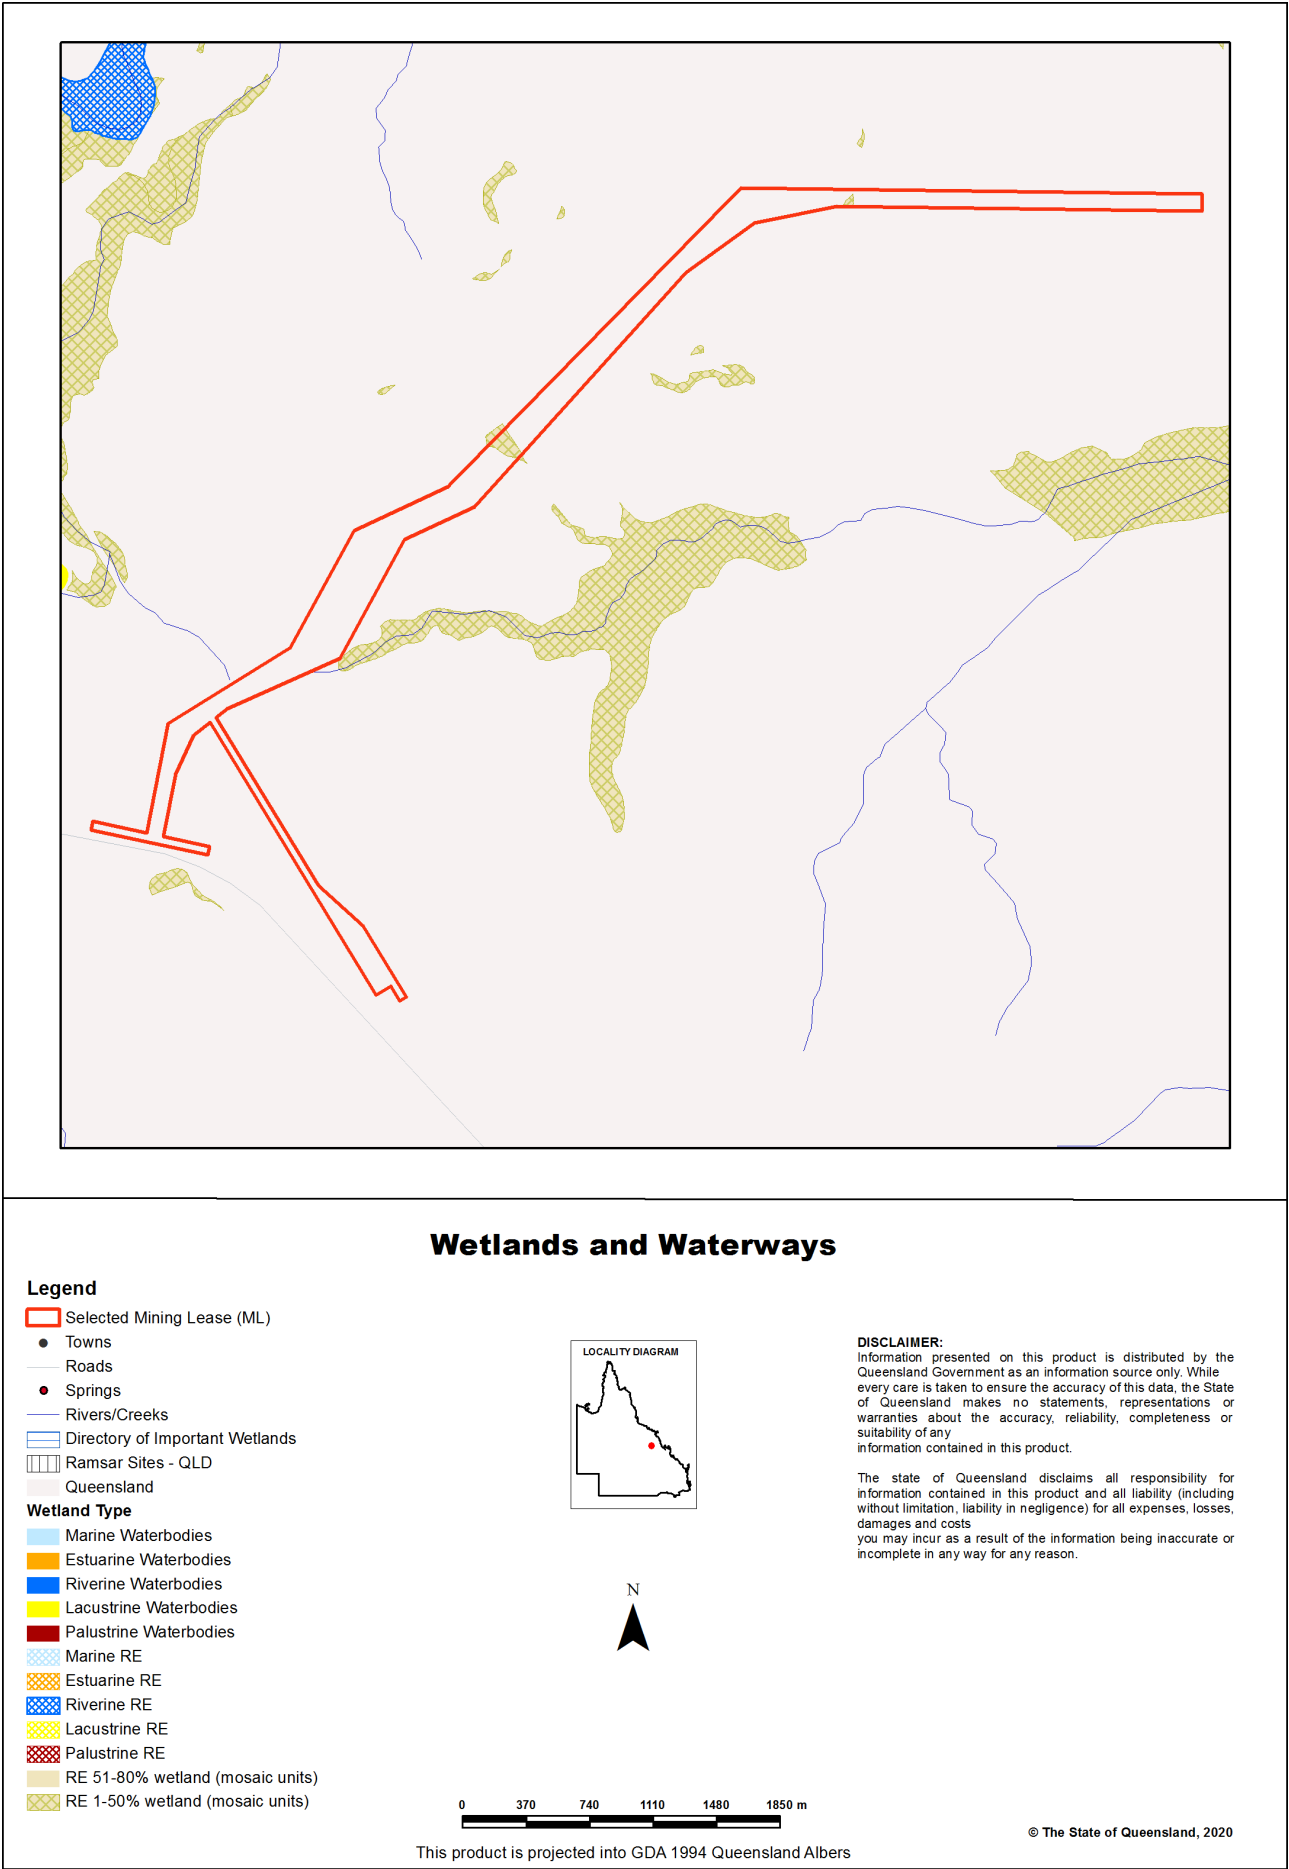 Wetlands and Waterways
Legend
Selected Mining Lease (ML)
Towns
Roads
Springs
Rivers/Creeks
Directory of Important Wetlands
Ramsar Sites - QLD
Queensland
Wetland Type
Marine Waterbodies
Estuarine Waterbodies
Riverine Waterbodies
Lacustrine Waterbodies
Palustrine Waterbodies
Marine RE
Estuarine RE
Riverine RE
Lacustrine RE
Palustrine RE
RE 51-80% wetland (mosaic units)
RE 1-50% wetland (mosaic units)
LOCALITY DIAGRAM
N
0 370 740 1110 1480 1850 m
This product is projected into GDA 1994 Queensland Albers
DISCLAIMER:
Information presented on this product is distributed by the
Queensland Government as an information source only. While
every care is taken to ensure the accuracy of this data, the State
of Queensland makes no statements, representations or
warranties about the accuracy, reliability, completeness or
suitability of any
information contained in this product.
The state of Queensland disclaims all responsibility for
information contained in this product and all liability (including
without limitation, liability in negligence) for all expenses, losses,
damages and costs
you may incur as a result of the information being inaccurate or
incomplete in any way for any reason.
© The State of Queensland, 2020